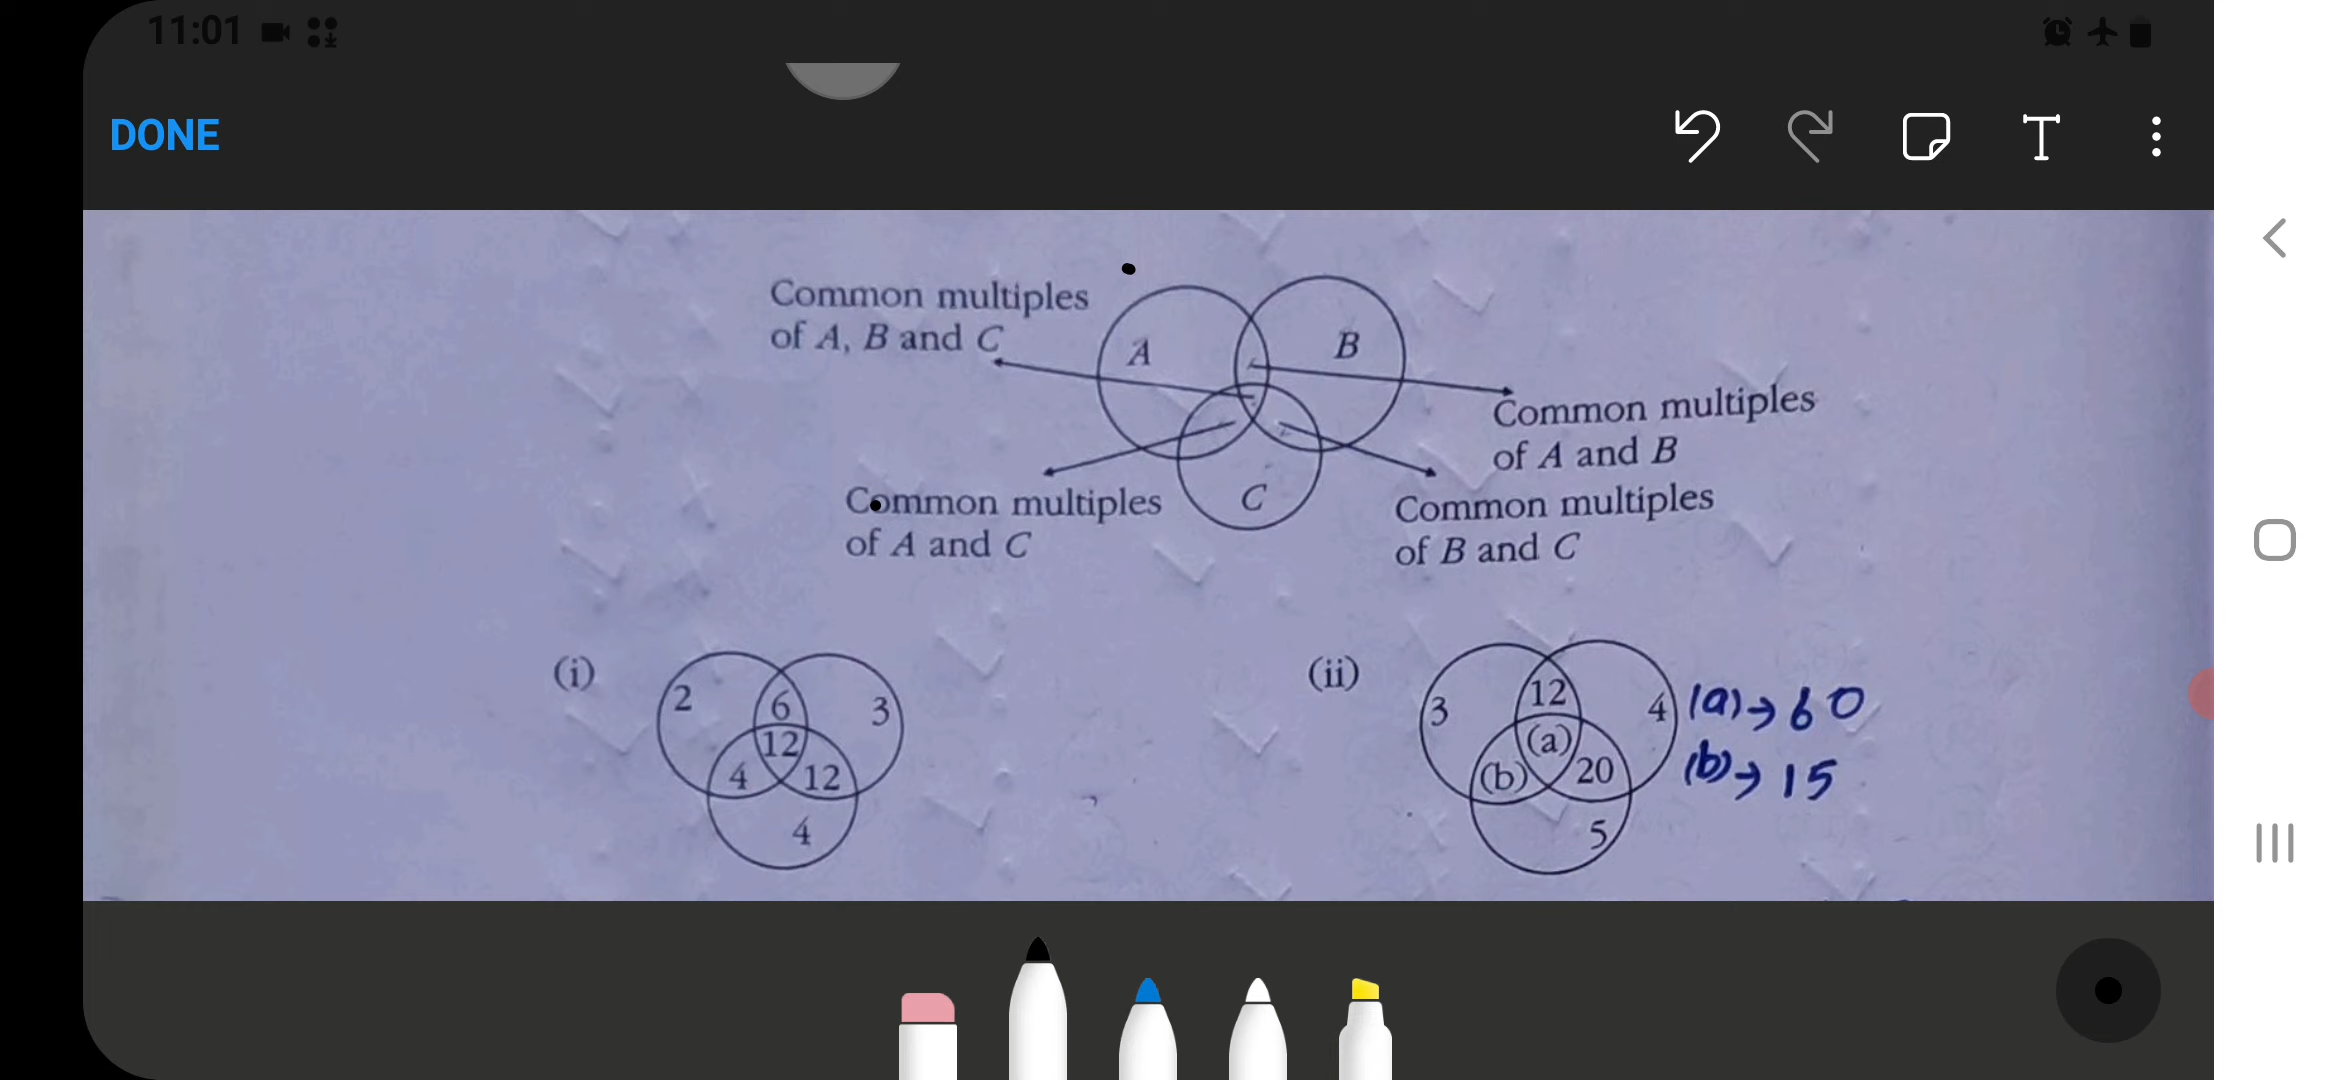 11:01
DONE
T
Common multiples
of A, B and C
A
B
Common multiples
of A and B
Common multiples
of A and C
C
Common multiples
of B and C
(i)
2
6
3
12
4
12
4
(ii)
3
12
4
(a)
(b)
20
5
(a)→60
(b)→15